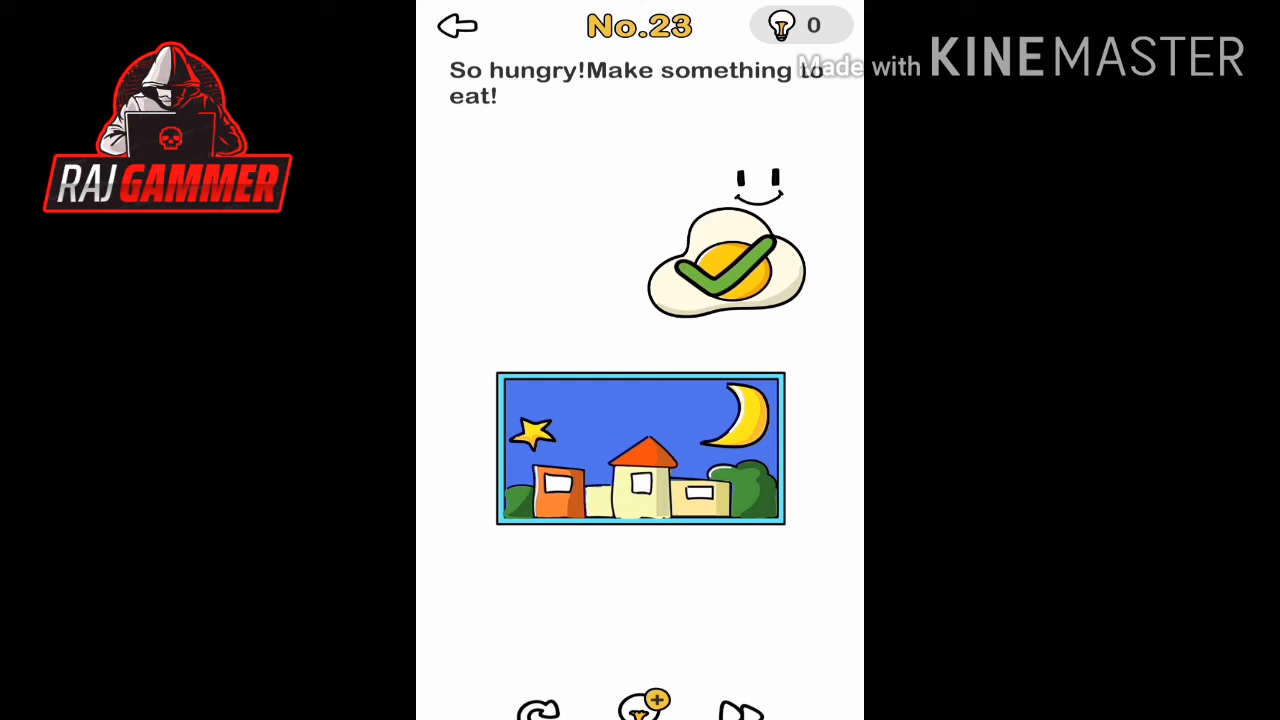 No.23
0
So hungry!Make something to
eat!
Made with KINEMASTER
RAJ GAMMER